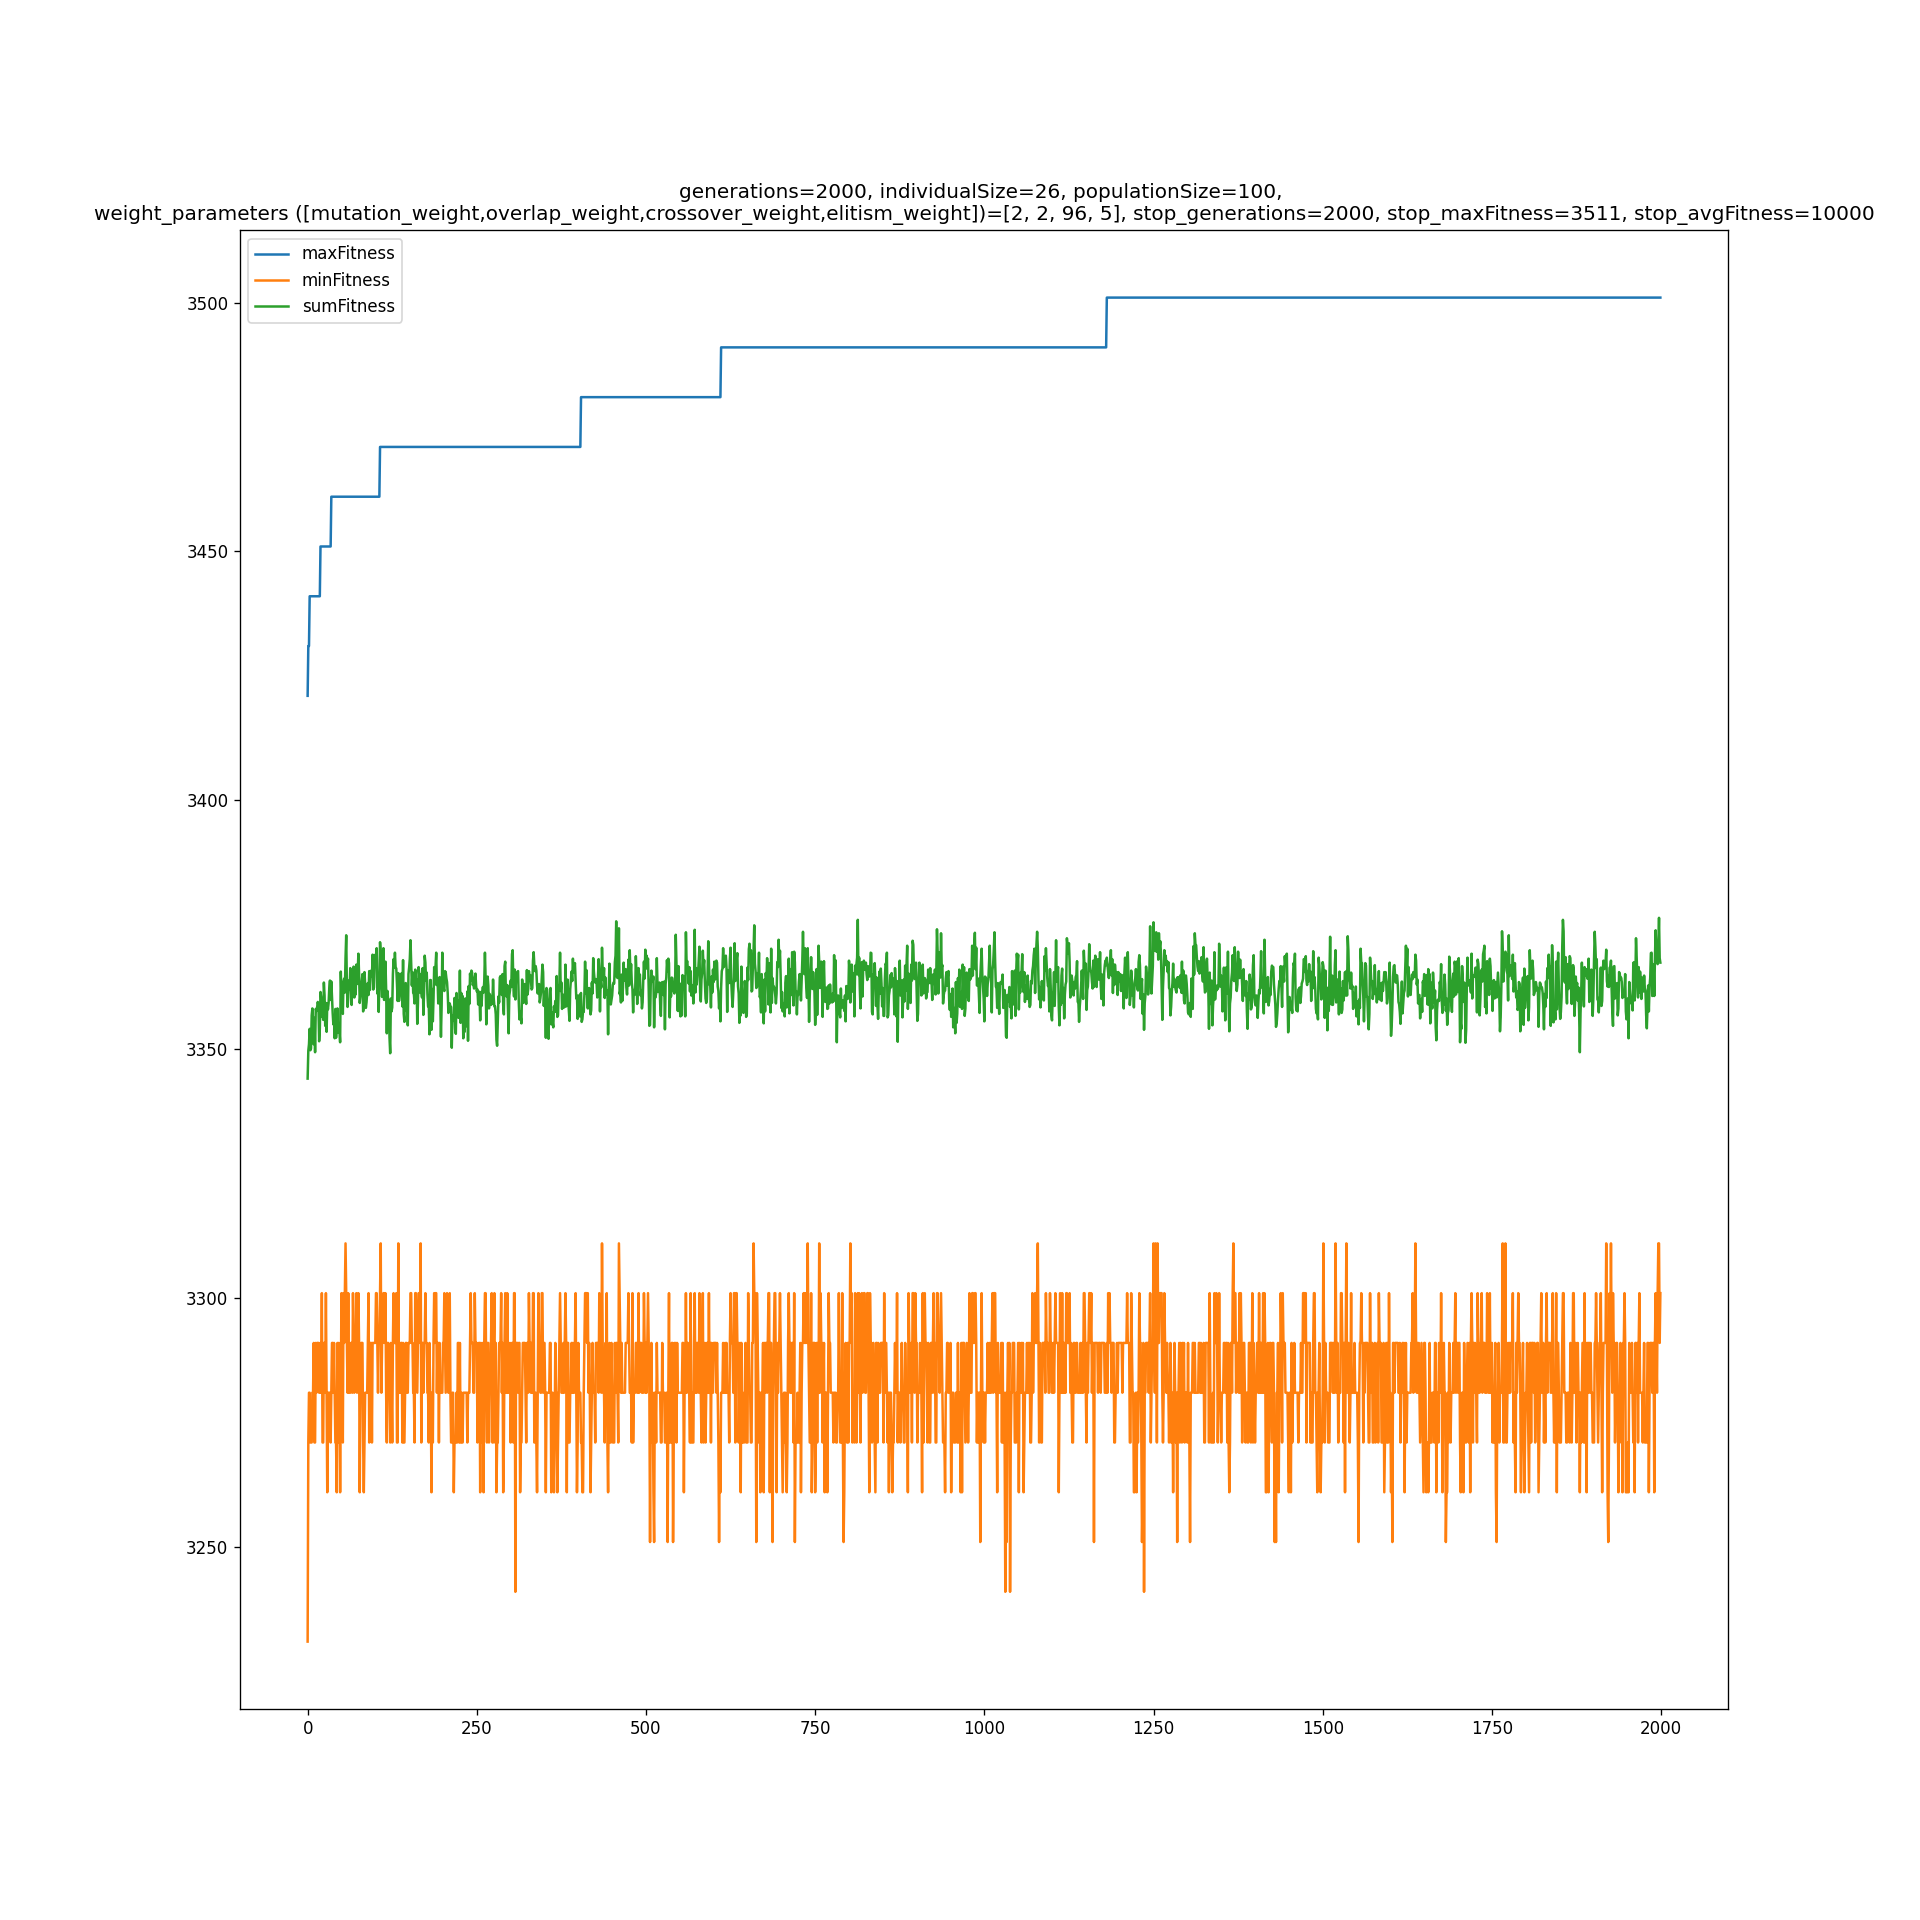 generations=2000, individualSize=26, populationSize=100,
weight_parameters ([mutation_weight,overlap_weight,crossover_weight,elitism_weight])=[2, 2, 96, 5], stop_generations=2000, stop_maxFitness=3511, stop_avgFitness=10000
maxFitness
minFitness
sumFitness
3500
3450
3400
3350
3300
3250
0 250 500 750 1000 1250 1500 1750 2000